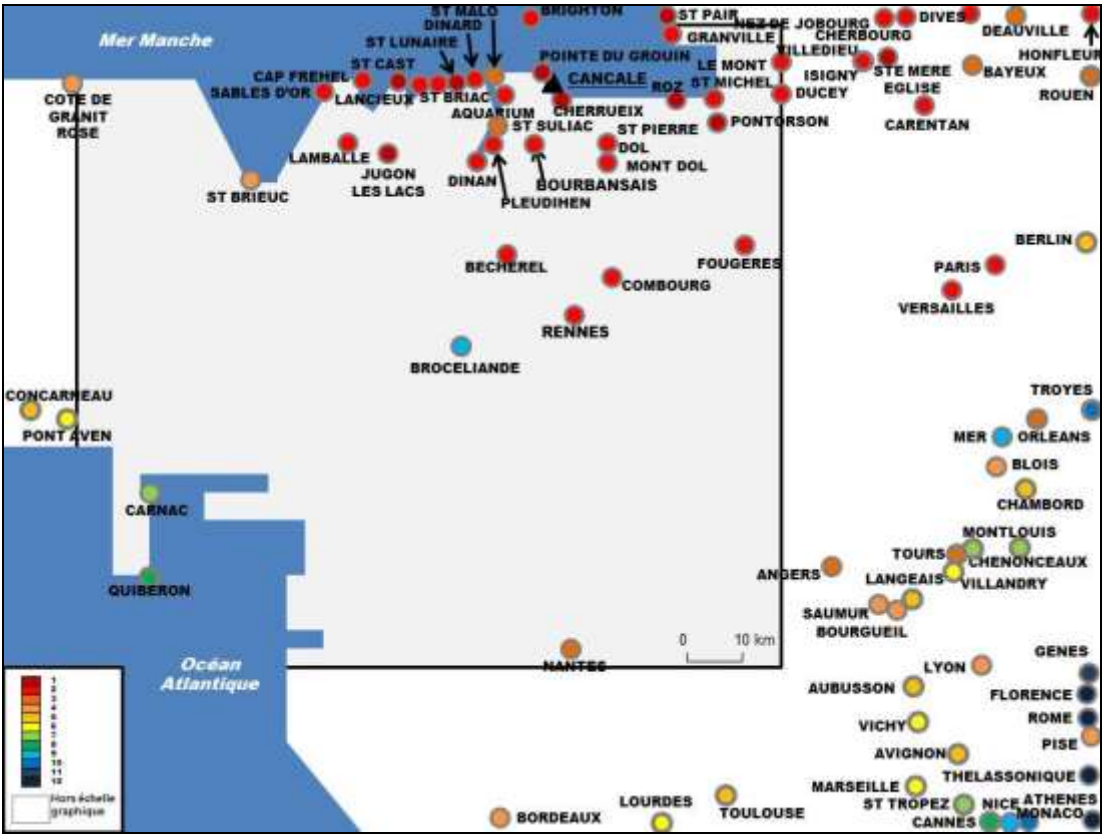 ST MALO
BRIGHTON
ST PAIR
DINARD
NEZ DE JOBOURG
DIVES
CHERBOURG
DEAUVILLE
GRANVILLE
ST LUNAIRE
Mer Manche
VILLEDIEU
HONFLEUR
POINTE DU GROUIN
LE MONT
ST MICHEL
ST CAST
CAP FREHEL
CANCALE
ISIGNY
STE MERE
EGLISE
BAYEUX
SABLES D'OR
LANCIEUX
ST BRIAC
ROZ
DUCEY
ROUEN
COTE DE
GRANIT
ROSE
AQUARIUM
CHERRUEIX
PONTORSON
CARENTAN
ST SULIAC
ST PIERRE
DOL
LAMBALLE
JUGON
LES LACS
MONT DOL
DINAN
BOURBANSAIS
ST BRIEUC
PLEUDIHEN
BERLIN
BECHEREL
FOUGERES
PARIS
COMBOURG
VERSAILLES
RENNES
BROCELIANDE
CONCARNEAU
TROYES
PONT AVEN
MER
ORLEANS
BLOIS
CARNAC
CHAMBORD
MONTLOUIS
TOURS
CHENONCEAUX
ANGERS
LANGEAIS
VILLANDRY
QUIBERON
SAUMUR
BOURGUEIL
0 10 km
GENES
NANTES
LYON
Océan
Atlantique
AUBUSSON
FLORENCE
ROME
VICHY
PISE
AVIGNON
THELASSONIQUE
MARSEILLE
ST TROPEZ
NICE
ATHENES
LOURDES
TOULOUSE
BORDEAUX
CANNES
MONACO
1
2
3
4
5
6
7
8
9
10
11
12
Hors échelle
graphique